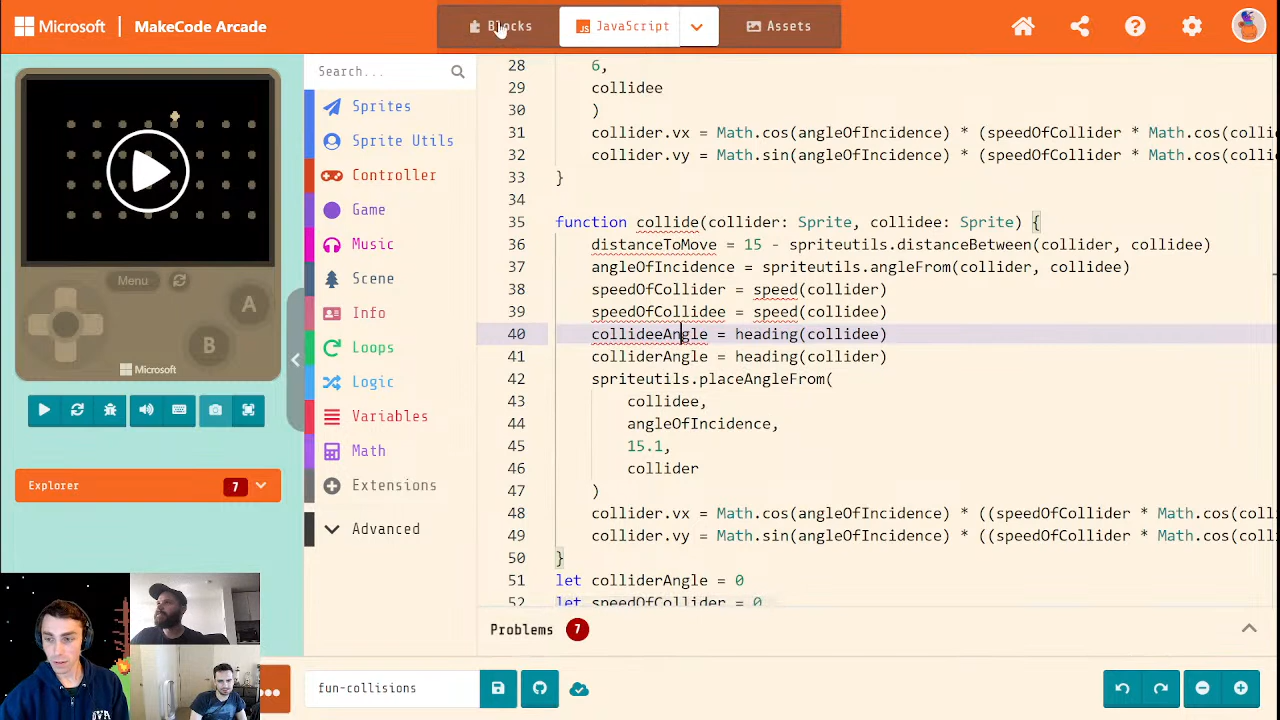 Microsoft
MakeCode Arcade
Blocks
JavaScript
Assets
Menu
A
B
Microsoft
Explorer
7
Search...
Sprites
Sprite Utils
Controller
Game
Music
Scene
Info
Loops
Logic
Variables
Math
Extensions
Advanced
28 6,
29 collidee
30 )
31 collider.vx = Math.cos(angleOfIncidence) * (speedOfCollider * Math.cos(colli
32 collider.vy = Math.sin(angleOfIncidence) * (speedOfCollider * Math.cos(colli
33 }
34
35 function collide(collider: Sprite, collidee: Sprite) {
36 distanceToMove = 15 - spriteutils.distanceBetween(collider, collidee)
37 angleOfIncidence = spriteutils.angleFrom(collider, collidee)
38 speedOfCollider = speed(collider)
39 speedOfCollidee = speed(collidee)
40 collideeAngle = heading(collidee)
41 colliderAngle = heading(collider)
42 spriteutils.placeAngleFrom(
43 collidee,
44 angleOfIncidence,
45 15.1,
46 collider
47 )
48 collider.vx = Math.cos(angleOfIncidence) * ((speedOfCollider * Math.cos(col
49 collider.vy = Math.sin(angleOfIncidence) * ((speedOfCollider * Math.cos(col
50 }
51 let colliderAngle = 0
52 let speedOfCollider = 0
Problems 7
fun-collisions